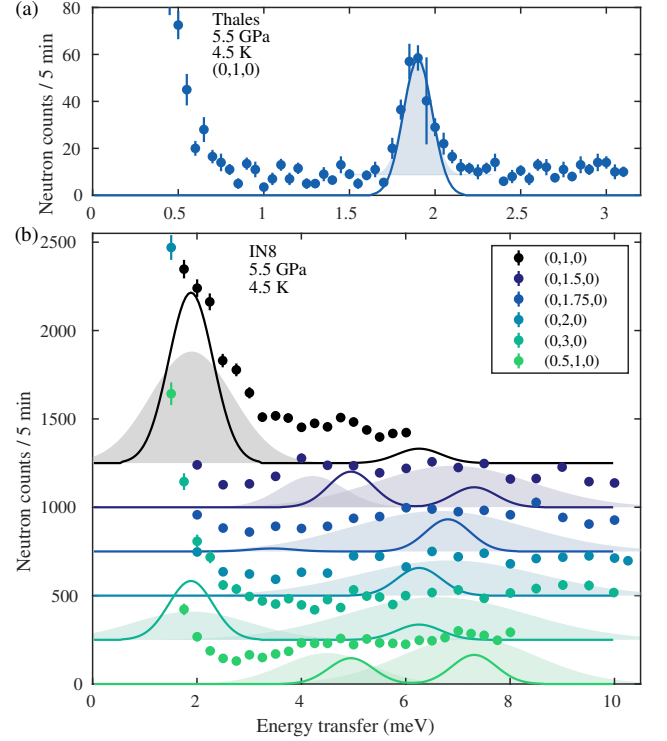 (a)
Thales
5.5 GPa
4.5 K
(0,1,0)
Neutron counts / 5 min
80
60
40
20
0
0
0.5
1
1.5
2
2.5
3
(b)
IN8
5.5 GPa
4.5 K
(0,1,0)
(0,1.5,0)
(0,1.75,0)
(0,2,0)
(0,3,0)
(0.5,1,0)
Neutron counts / 5 min
2500
2000
1500
1000
500
0
0
2
4
6
8
10
Energy transfer (meV)